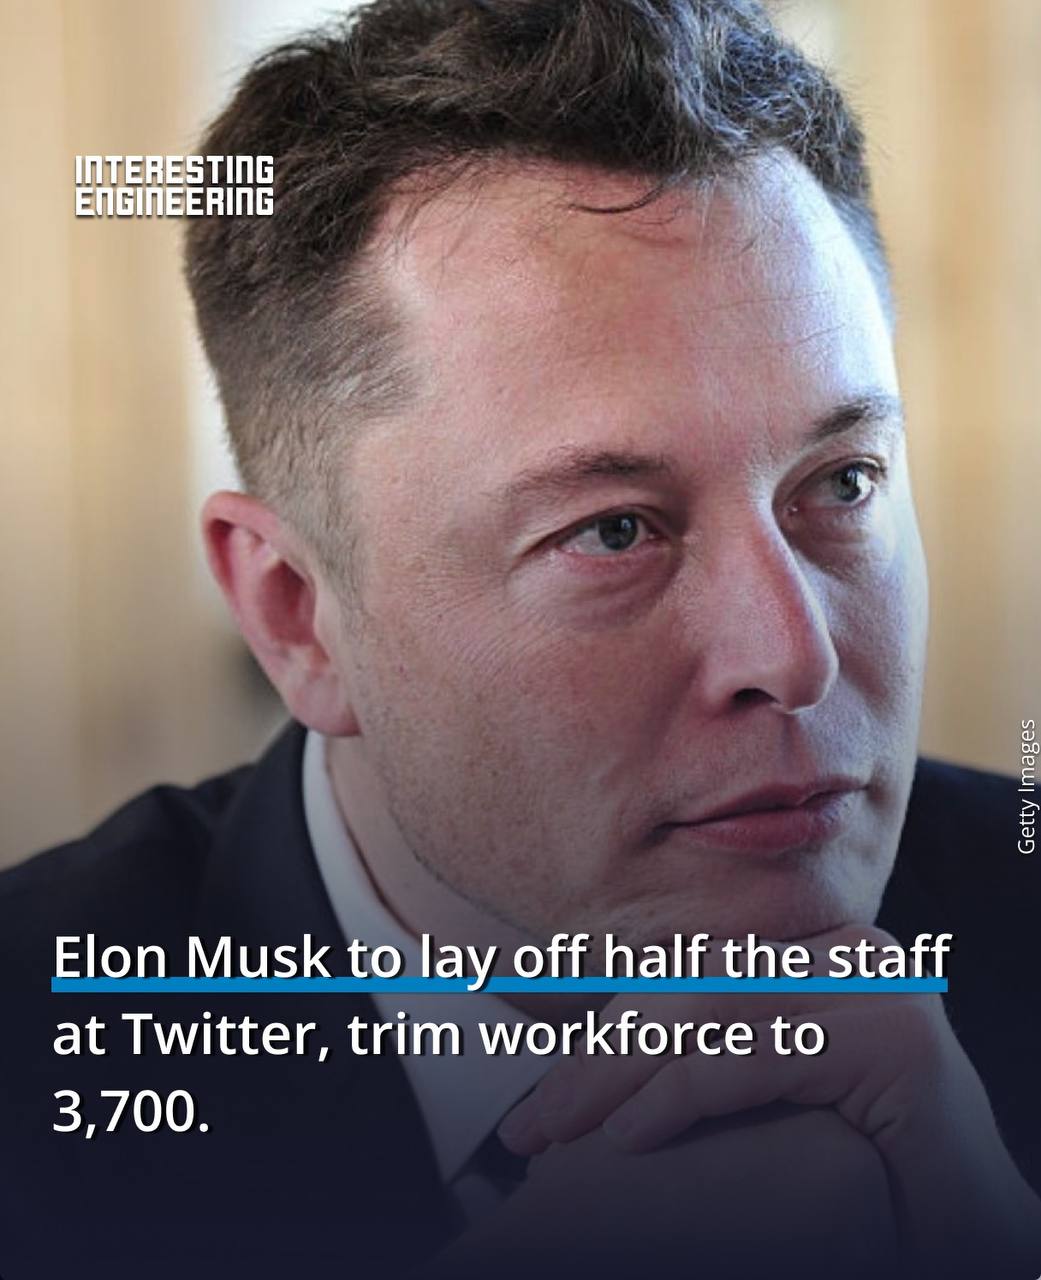 INTERESTING
ENGINEERING
Getty Images
Elon Musk to lay off half the staff
at Twitter, trim workforce to
3,700.